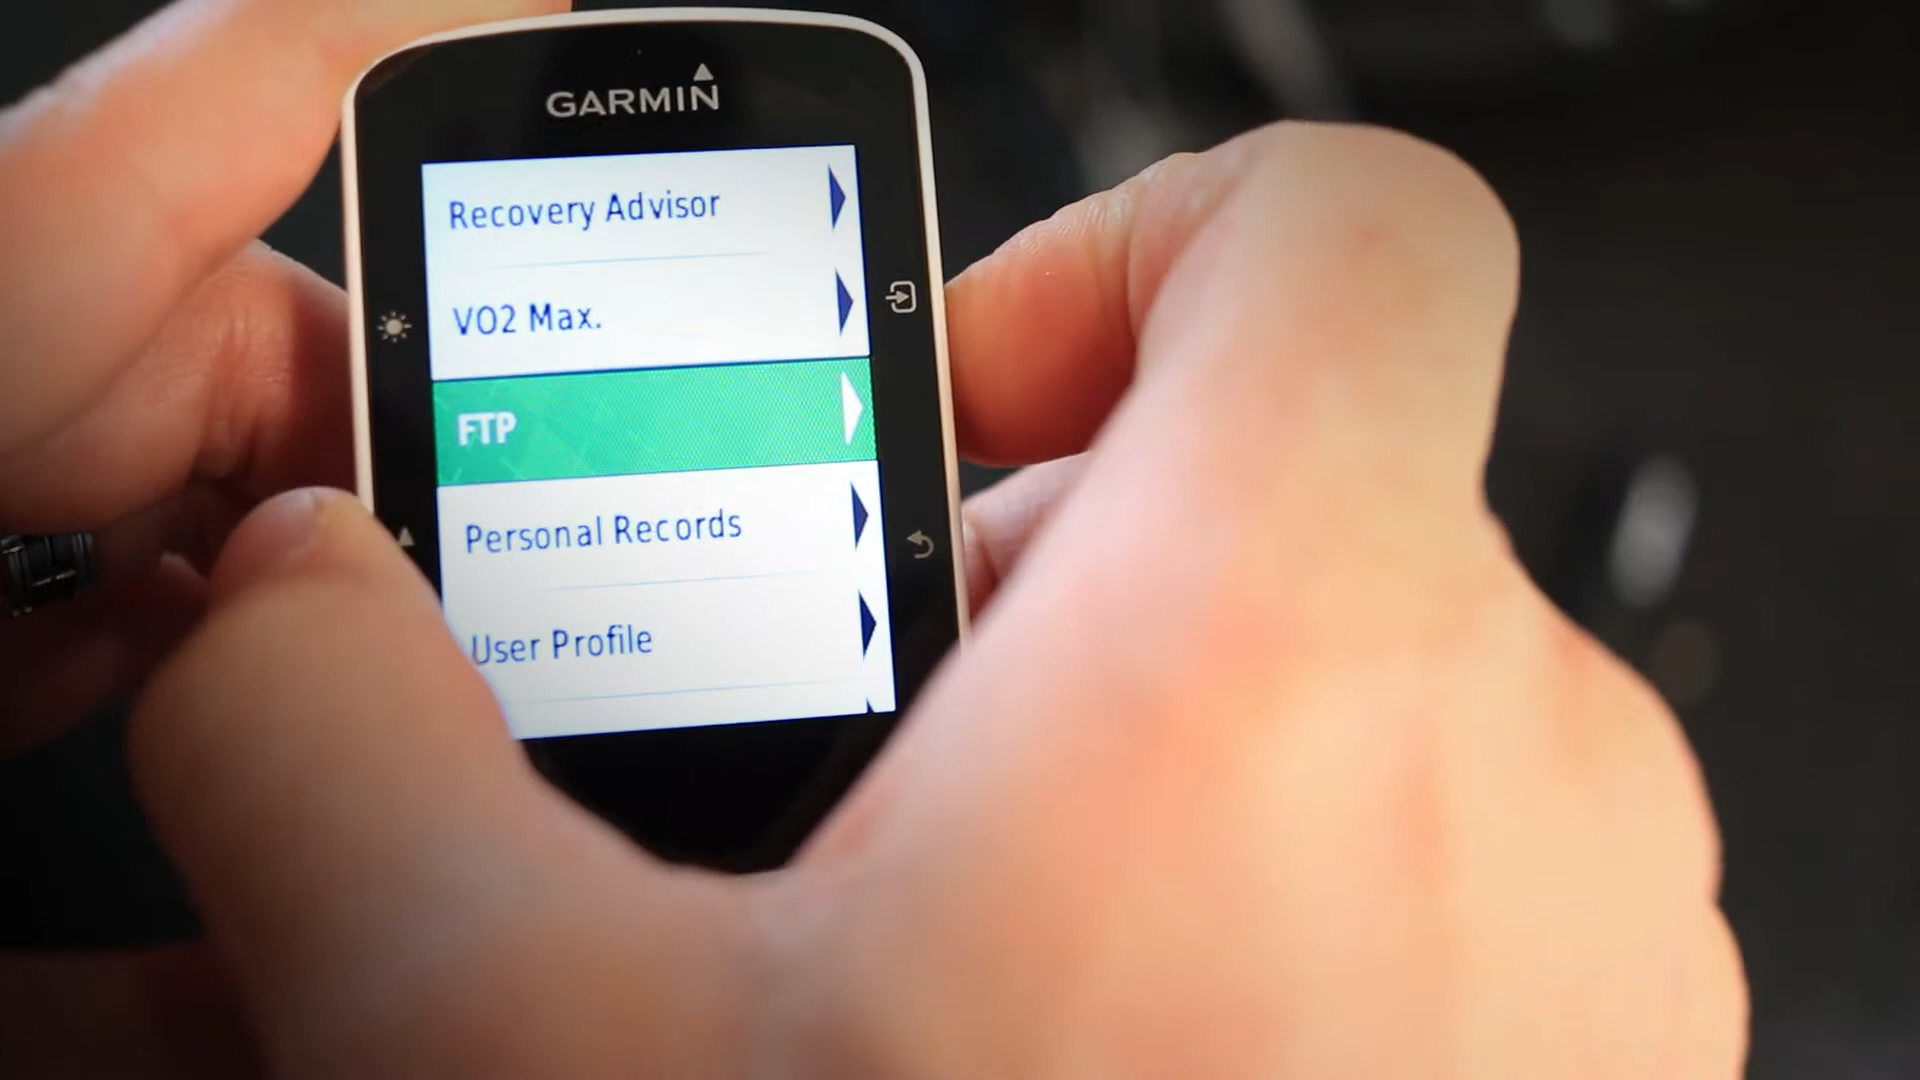 GARMIN
Recovery Advisor
VO2 Max.
FTP
Personal Records
User Profile